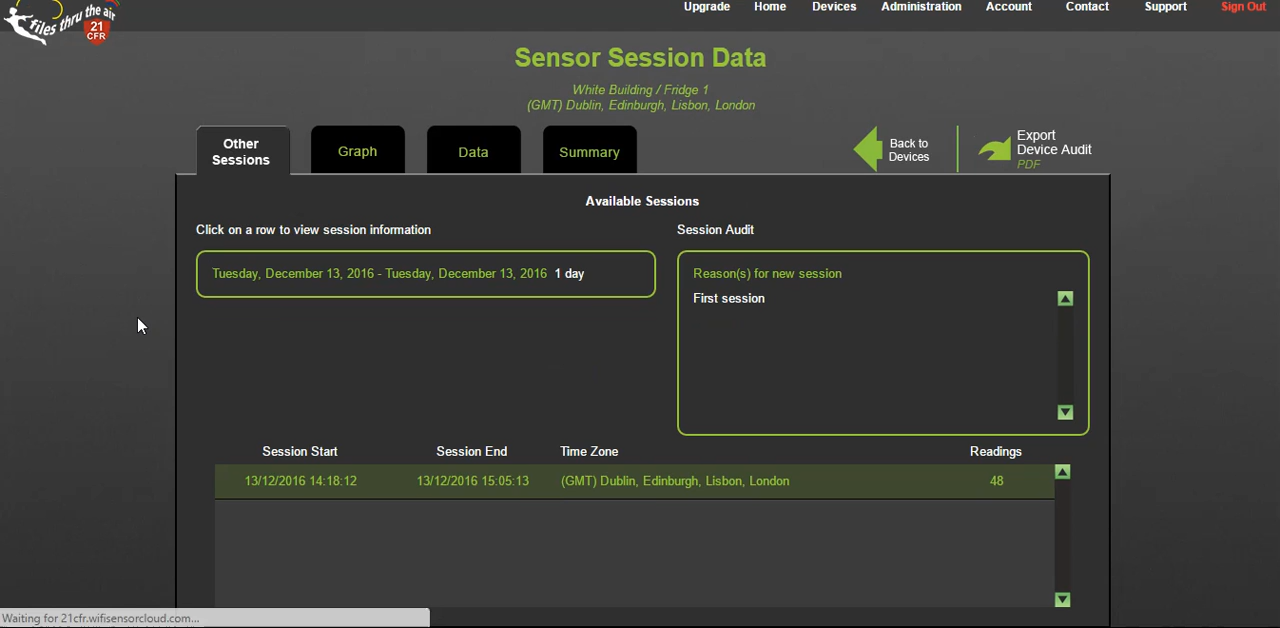 files thru the air
21
CFR
Upgrade Home Devices Administration Account Contact Support Sign Out
Sensor Session Data
White Building / Fridge 1
(GMT) Dublin, Edinburgh, Lisbon, London
Other
Sessions
Graph
Data
Summary
Back to
Devices
Export
Device Audit
PDF
Available Sessions
Click on a row to view session information
Session Audit
Tuesday, December 13, 2016 - Tuesday, December 13, 2016 1 day
Reason(s) for new session
First session
Session Start Session End Time Zone Readings
13/12/2016 14:18:12 13/12/2016 15:05:13 (GMT) Dublin, Edinburgh, Lisbon, London 48
Waiting for 21cfr.wifisensorcloud.com...